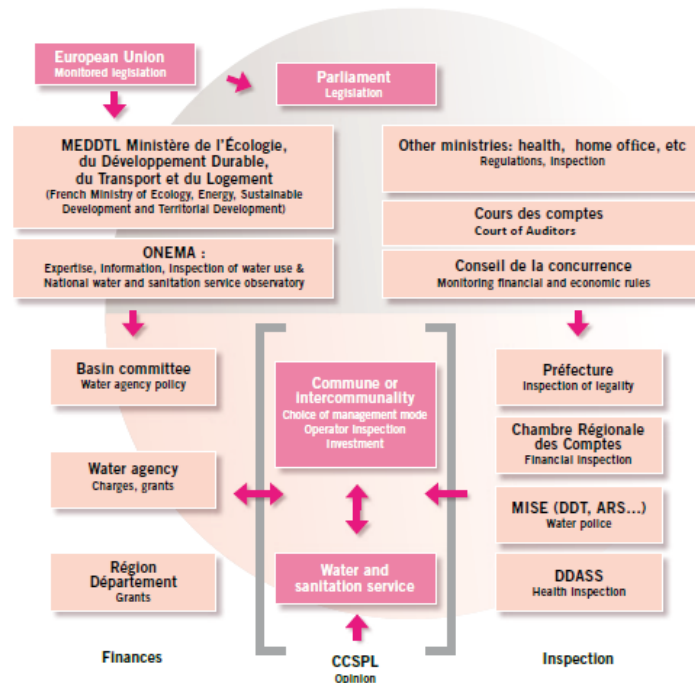 European Union
Monitored legislation
Parliament
Legislation
MEDDTL Ministère de l'Écologie,
du Développement Durable,
du Transport et du Logement
(French Ministry of Ecology, Energy, Sustainable
Development and Territorial Development)
Other ministries: health, home office, etc
Regulations, Inspection
Cours des comptes
Court of Auditors
ONEMA :
Expertise, Information, Inspection of water use &
National water and sanitation service observatory
Conseil de la concurrence
Monitoring financial and economic rules
Basin committee
Water agency policy
Commune or
intercommunality
Choice of management mode
Operator Inspection
Investment
Préfecture
Inspection of legality
Chambre Régionale
des Comptes
Financial Inspection
Water agency
Charges, grants
MISE (DDT, ARS...)
Water police
Région
Département
Grants
Water and
sanitation service
DDASS
Health Inspection
Finances
CCSPL
Opinion
Inspection